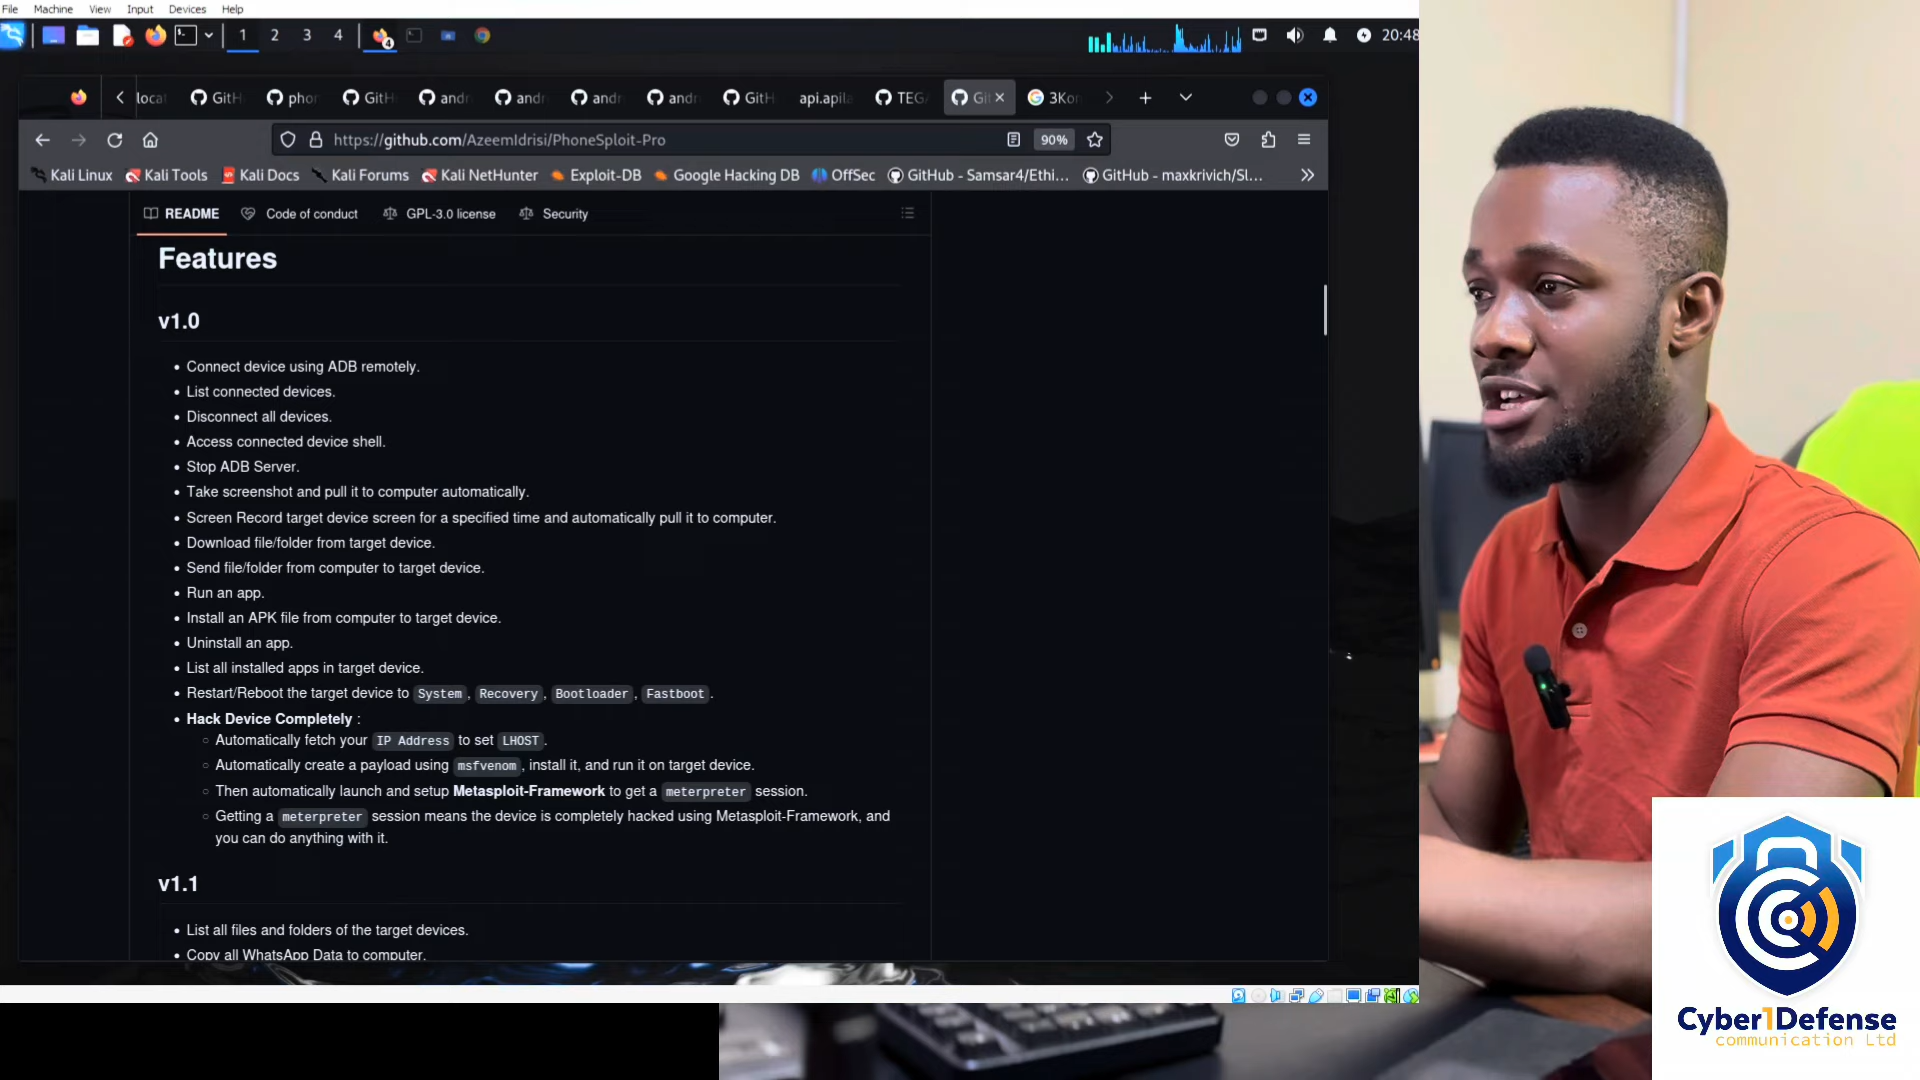 File Machine View Input Devices Help
1 2 3 4 4 20:48
locat GitH phon GitH andr andr andr andr GitH api.apila TEGA Git 3Kon
https://github.com/AzeemIdrisi/PhoneSploit-Pro 90%
Kali Linux Kali Tools Kali Docs Kali Forums Kali NetHunter Exploit-DB Google Hacking DB OffSec GitHub - Samsar4/Ethi... GitHub - maxkrivich/Sl...
README Code of conduct GPL-3.0 license Security
Features
v1.0
• Connect device using ADB remotely.
• List connected devices.
• Disconnect all devices.
• Access connected device shell.
• Stop ADB Server.
• Take screenshot and pull it to computer automatically.
• Screen Record target device screen for a specified time and automatically pull it to computer.
• Download file/folder from target device.
• Send file/folder from computer to target device.
• Run an app.
• Install an APK file from computer to target device.
• Uninstall an app.
• List all installed apps in target device.
• Restart/Reboot the target device to System, Recovery, Bootloader, Fastboot.
• Hack Device Completely :
◦ Automatically fetch your IP Address to set LHOST.
◦ Automatically create a payload using msfvenom, install it, and run it on target device.
◦ Then automatically launch and setup Metasploit-Framework to get a meterpreter session.
◦ Getting a meterpreter session means the device is completely hacked using Metasploit-Framework, and
you can do anything with it.
v1.1
• List all files and folders of the target devices.
• Copy all WhatsApp Data to computer.
Cyber1Defense
communication Ltd